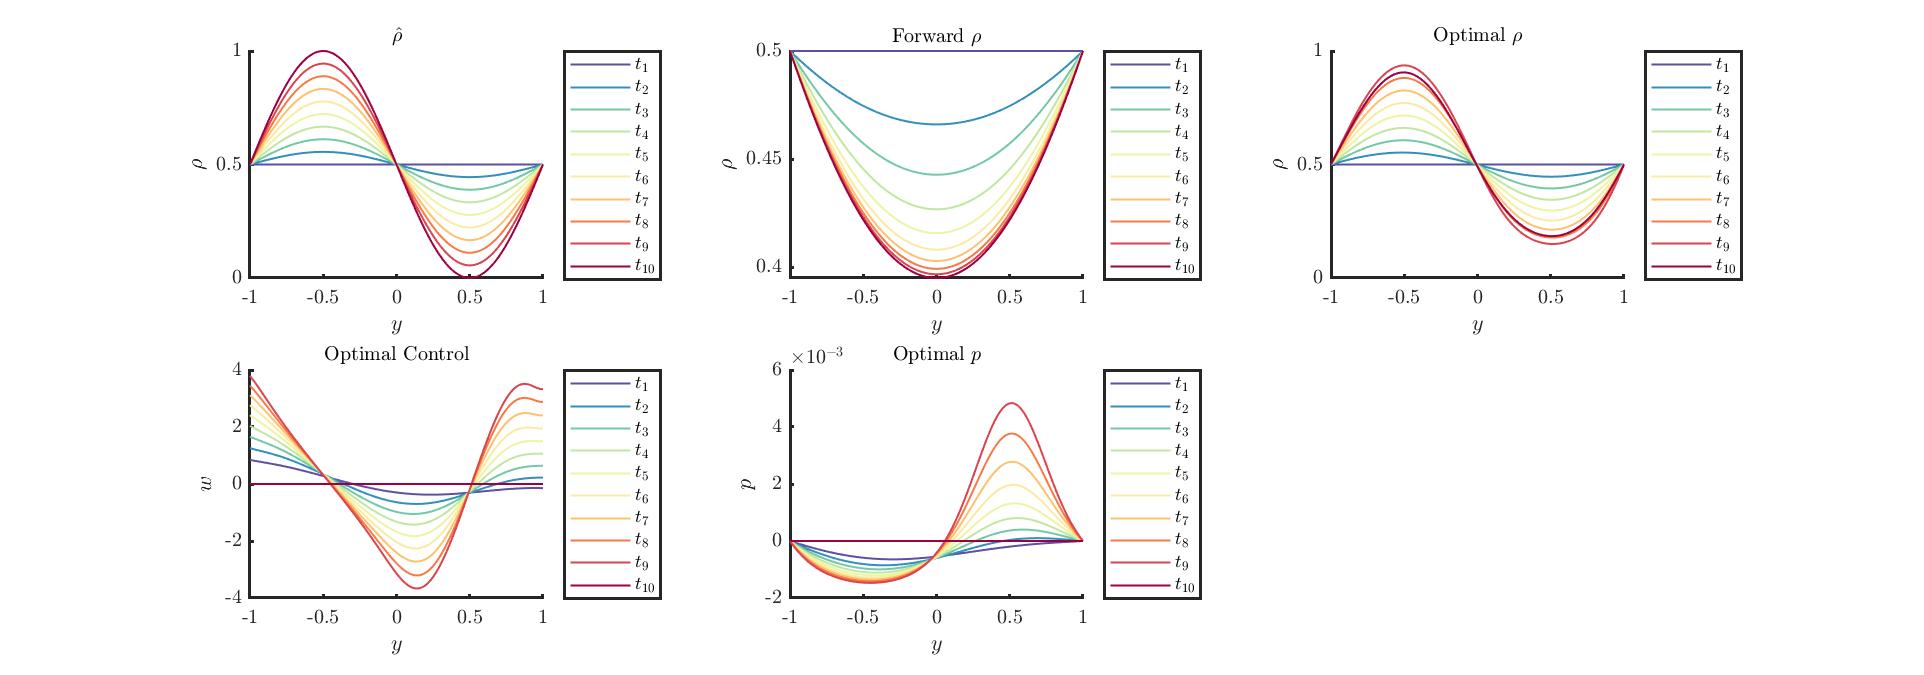 ρ̂
ρ
1
0.5
0
-1 -0.5 0 0.5 1
y
t₁
t₂
t₃
t₄
t₅
t₆
t₇
t₈
t₉
t₁₀
Forward ρ
ρ
0.5
0.45
0.4
-1 -0.5 0 0.5 1
y
t₁
t₂
t₃
t₄
t₅
t₆
t₇
t₈
t₉
t₁₀
Optimal ρ
ρ
1
0.5
0
-1 -0.5 0 0.5 1
y
t₁
t₂
t₃
t₄
t₅
t₆
t₇
t₈
t₉
t₁₀
Optimal Control
w
4
2
0
-2
-4
-1 -0.5 0 0.5 1
y
t₁
t₂
t₃
t₄
t₅
t₆
t₇
t₈
t₉
t₁₀
×10⁻³ Optimal p
p
6
4
2
0
-2
-1 -0.5 0 0.5 1
y
t₁
t₂
t₃
t₄
t₅
t₆
t₇
t₈
t₉
t₁₀